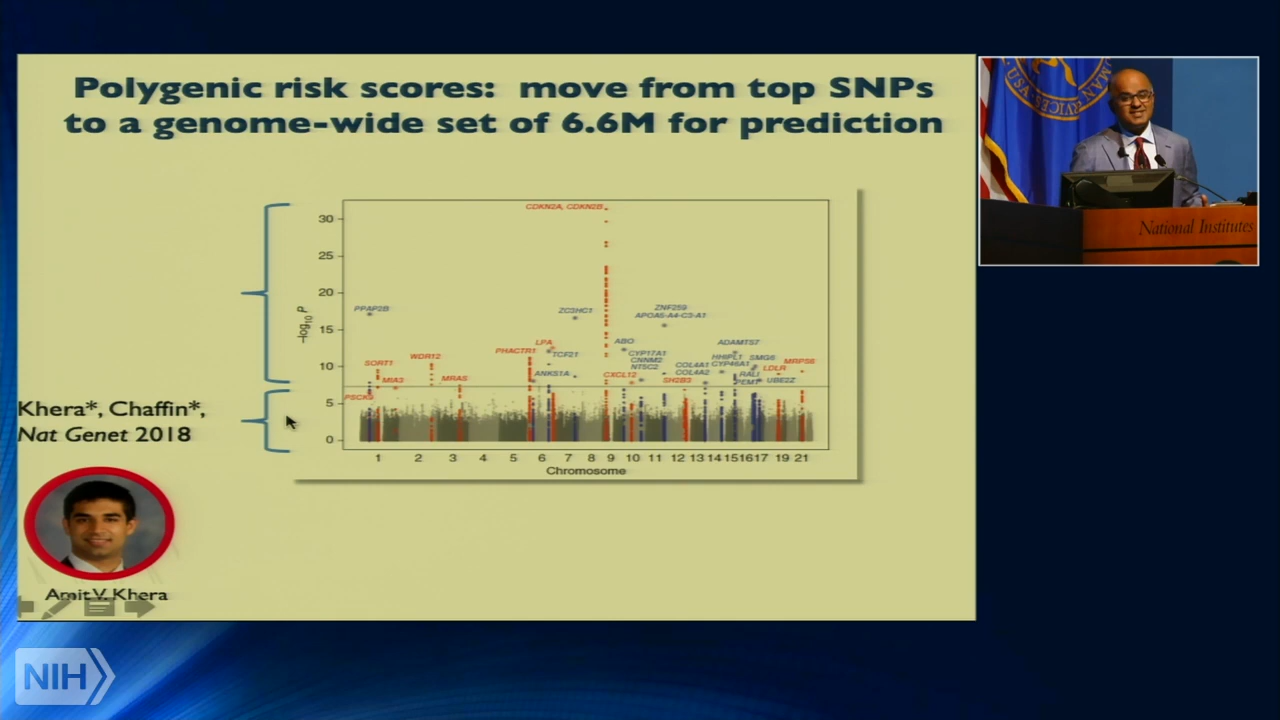 Polygenic risk scores: move from top SNPs
to a genome-wide set of 6.6M for prediction
30
25
20
15
10
5
0
-log10 P
CDKN2A, CDKN2B
PPAP2B
ZC3HC1
ZNF259
APOA5-A4-C3-A1
SORT1
MIA3
WDR12
MRAS
PHACTR1
LPA
TCF21
ANKS1A
ABO
CYP17A1
CNNM2
NT5C2
CXCL12
SH2B3
COL4A1
COL4A2
ADAMTS7
HHIPL1
CYP46A1
SMG6
RAI1
PEMT
UBE2Z
LDLR
MRPS6
PSCK9
1 2 3 4 5 6 7 8 9 10 11 12 13 14 15 16 17 19 21
Chromosome
Khera*, Chaffin*,
Nat Genet 2018
Amit V. Khera
NIH
National Institutes
USA